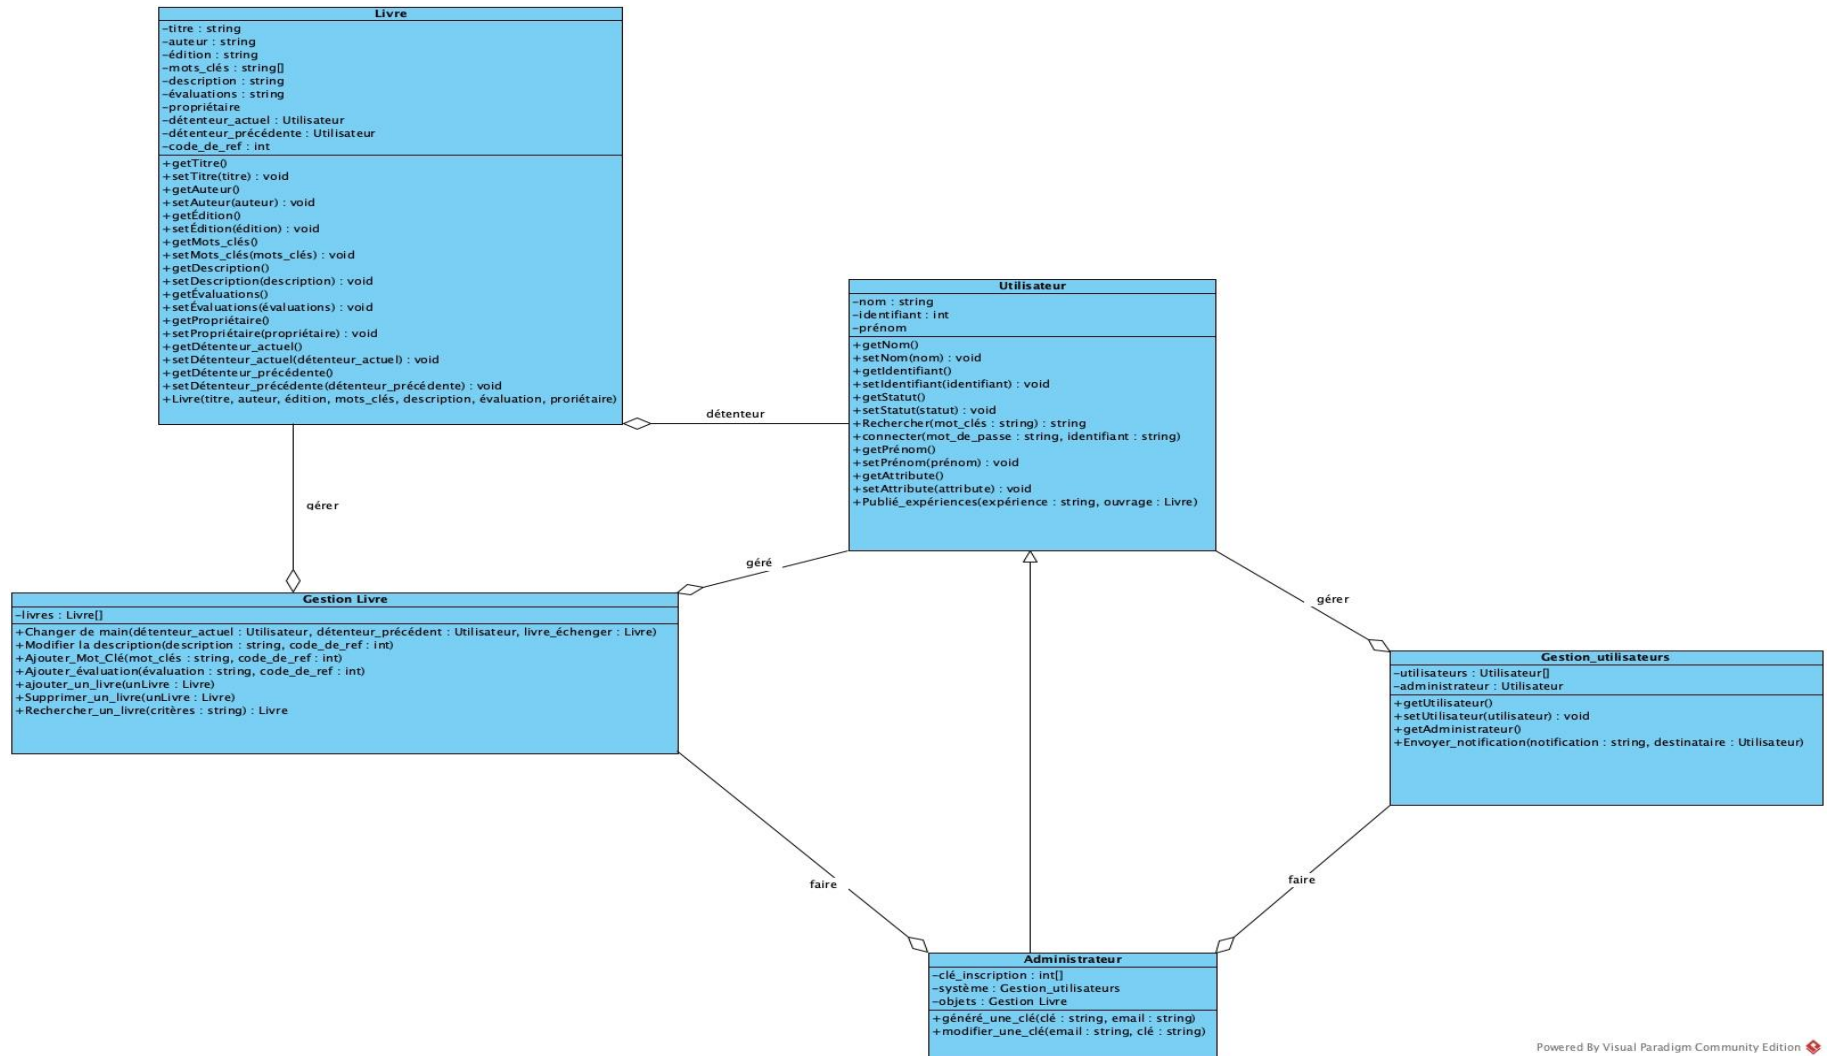 Livre
-titre : string
-auteur : string
-édition : string
-mots_clés : string[]
-description : string
-évaluations : string
-propriétaire
-détenteur_actuel : Utilisateur
-détenteur_précédente : Utilisateur
-code_de_ref : int
+getTitre()
+setTitre(titre) : void
+getAuteur()
+setAuteur(auteur) : void
+getÉdition()
+setÉdition(édition) : void
+getMots_clés()
+setMots_clés(mots_clés) : void
+getDescription()
+setDescription(description) : void
+getÉvaluations()
+setÉvaluations(évaluations) : void
+getPropriétaire()
+setPropriétaire(propriétaire) : void
+getDétenteur_actuel()
+setDétenteur_actuel(détenteur_actuel) : void
+getDétenteur_précédente()
+setDétenteur_précédente(détenteur_précédente) : void
+Livre(titre, auteur, édition, mots_clés, description, évaluation, proriétaire)
détenteur
gérer
Utilisateur
-nom : string
-identifiant : int
-prénom
+getNom()
+setNom(nom) : void
+getIdentifiant()
+setIdentifiant(identifiant) : void
+getStatut()
+setStatut(statut) : void
+Rechercher(mot_clés : string) : string
+connecter(mot_de_passe : string, identifiant : string)
+getPrénom()
+setPrénom(prénom) : void
+getAttribute()
+setAttribute(attribute) : void
+Publié_expériences(expérience : string, ouvrage : Livre)
géré
gérer
Gestion Livre
-livres : Livre[]
+Changer de main(détenteur_actuel : Utilisateur, détenteur_précédent : Utilisateur, livre_échenger : Livre)
+Modifier la description(description : string, code_de_ref : int)
+Ajouter_Mot_Clé(mot_clés : string, code_de_ref : int)
+Ajouter_évaluation(évaluation : string, code_de_ref : int)
+ajouter_un_livre(unLivre : Livre)
+Supprimer_un_livre(unLivre : Livre)
+Rechercher_un_livre(critères : string) : Livre
Gestion_utilisateurs
-utilisateurs : Utilisateur[]
-administrateur : Utilisateur
+getUtilisateur()
+setUtilisateur(utilisateur) : void
+getAdministrateur()
+Envoyer_notification(notification : string, destinataire : Utilisateur)
faire
faire
Administrateur
-clé_inscription : int[]
-système : Gestion_utilisateurs
-objets : Gestion Livre
+généré_une_clé(clé : string, email : string)
+modifier_une_clé(email : string, clé : string)
Powered By Visual Paradigm Community Edition